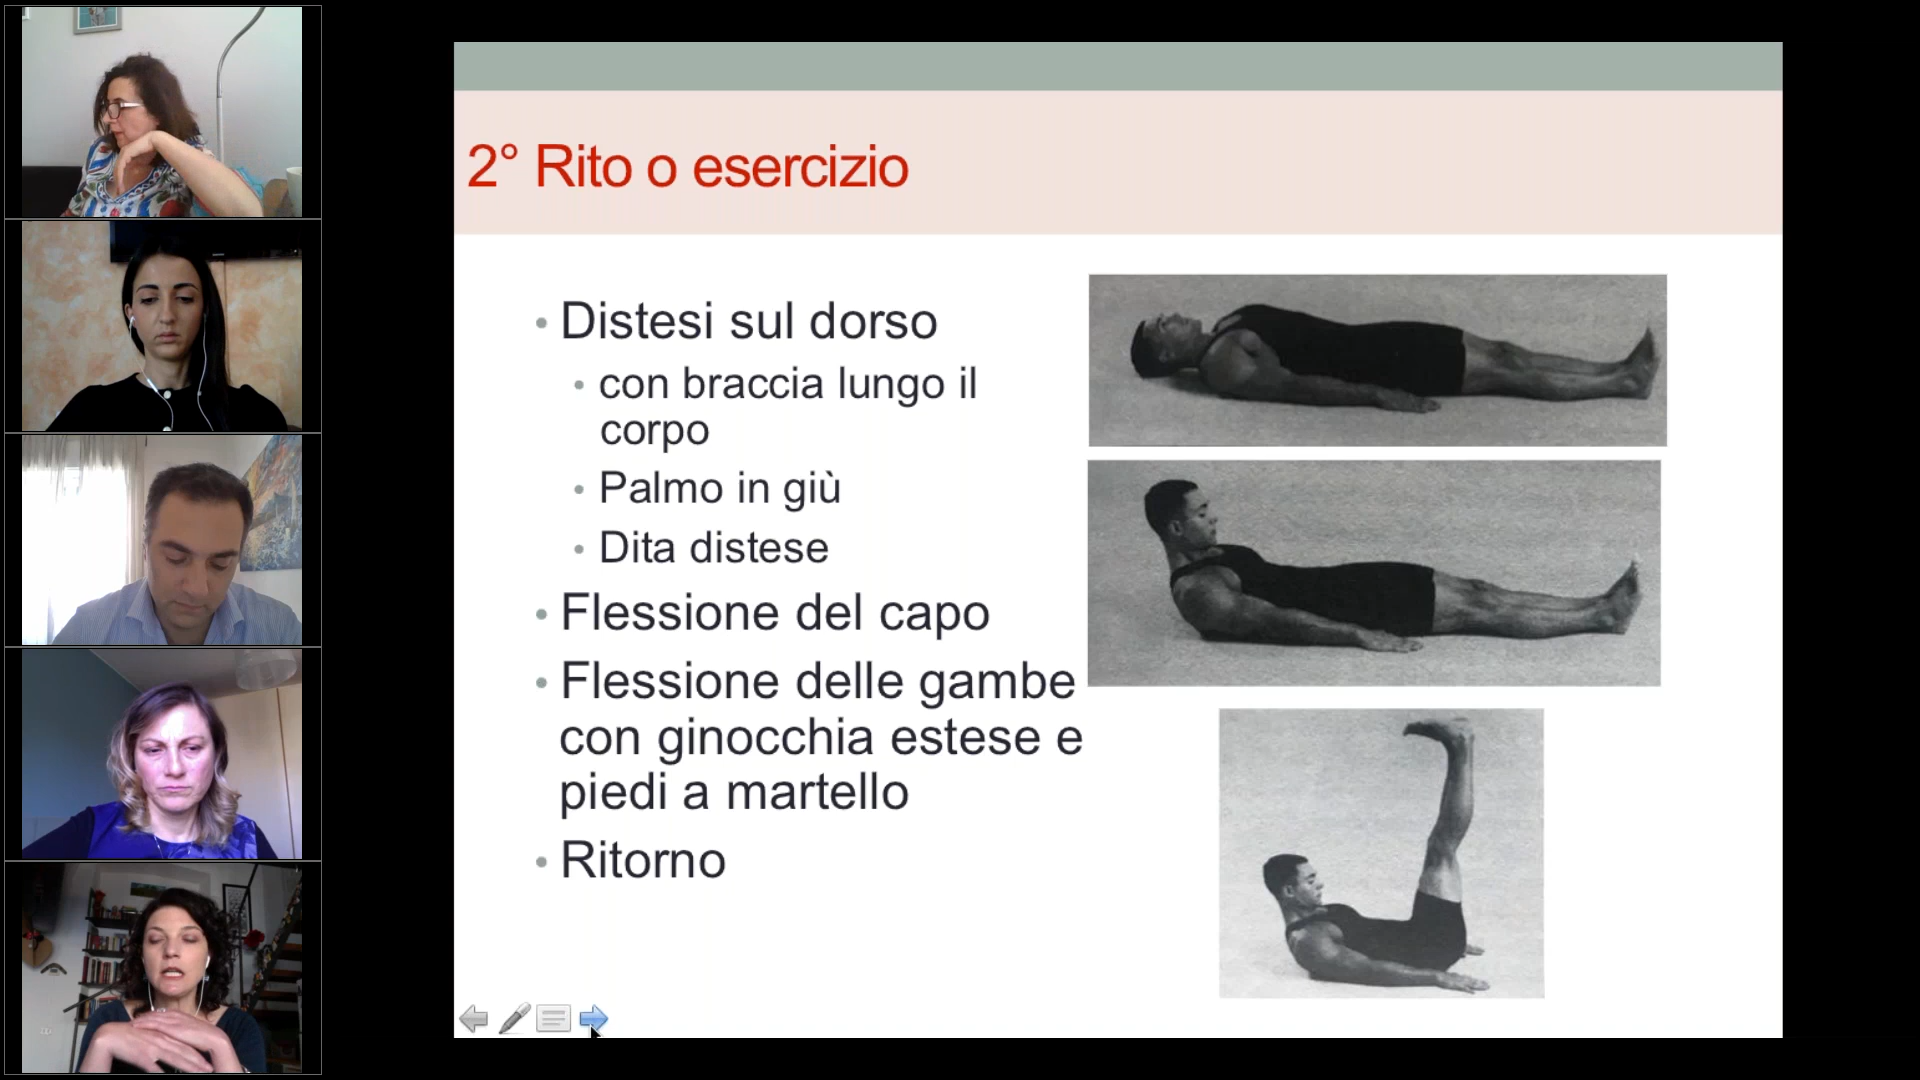 2° Rito o esercizio
• Distesi sul dorso
• con braccia lungo il
corpo
• Palmo in giù
• Dita distese
• Flessione del capo
• Flessione delle gambe
con ginocchia estese e
piedi a martello
• Ritorno